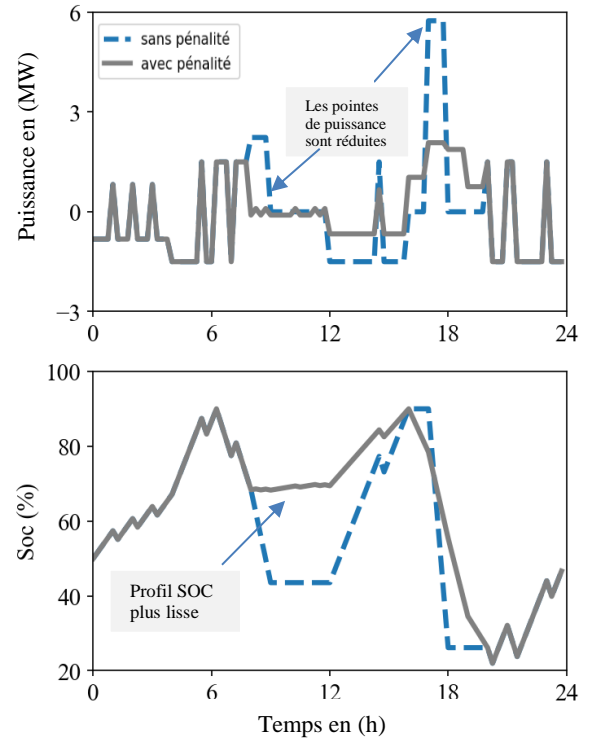 6
sans pénalité
avec pénalité
Les pointes
de puissance
sont réduites
3
0
−3
Puissance en (MW)
0
6
12
18
24
100
80
60
40
20
Soc (%)
Profil SOC
plus lisse
0
6
12
18
24
Temps en (h)